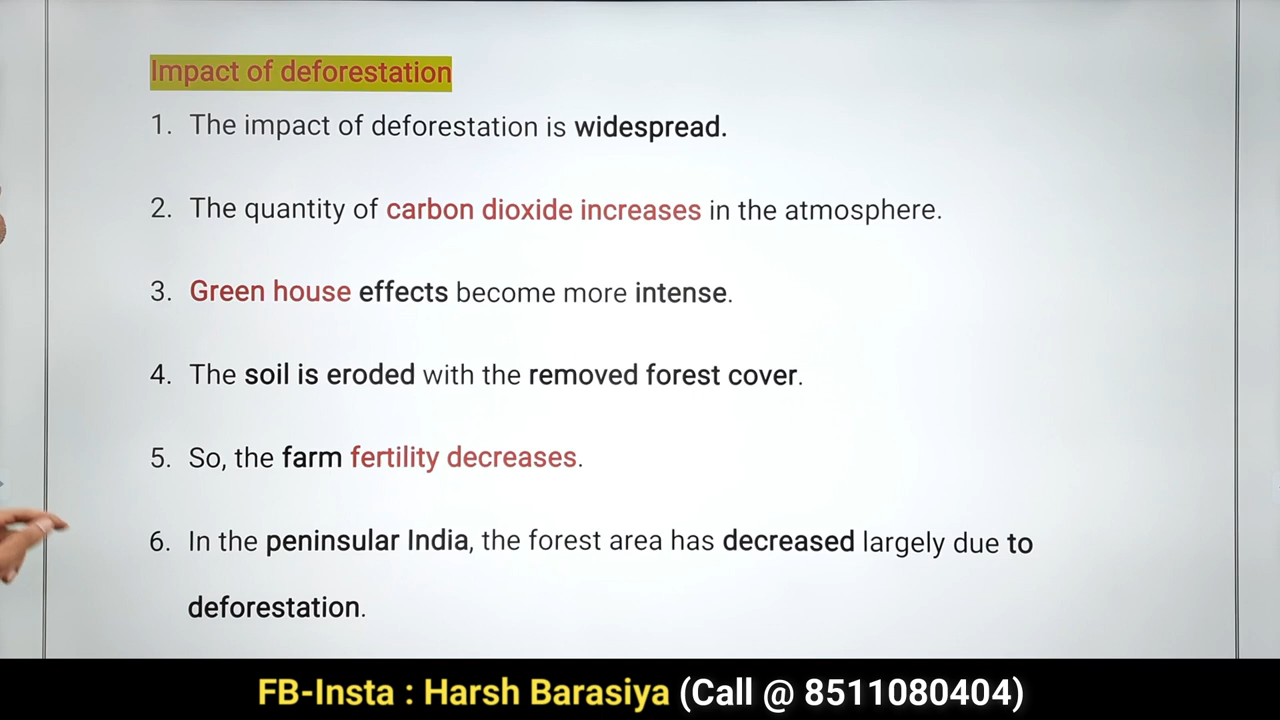 Impact of deforestation
1. The impact of deforestation is widespread.
2. The quantity of carbon dioxide increases in the atmosphere.
3. Green house effects become more intense.
4. The soil is eroded with the removed forest cover.
5. So, the farm fertility decreases.
6. In the peninsular India, the forest area has decreased largely due to
deforestation.
FB-Insta : Harsh Barasiya (Call @ 8511080404)